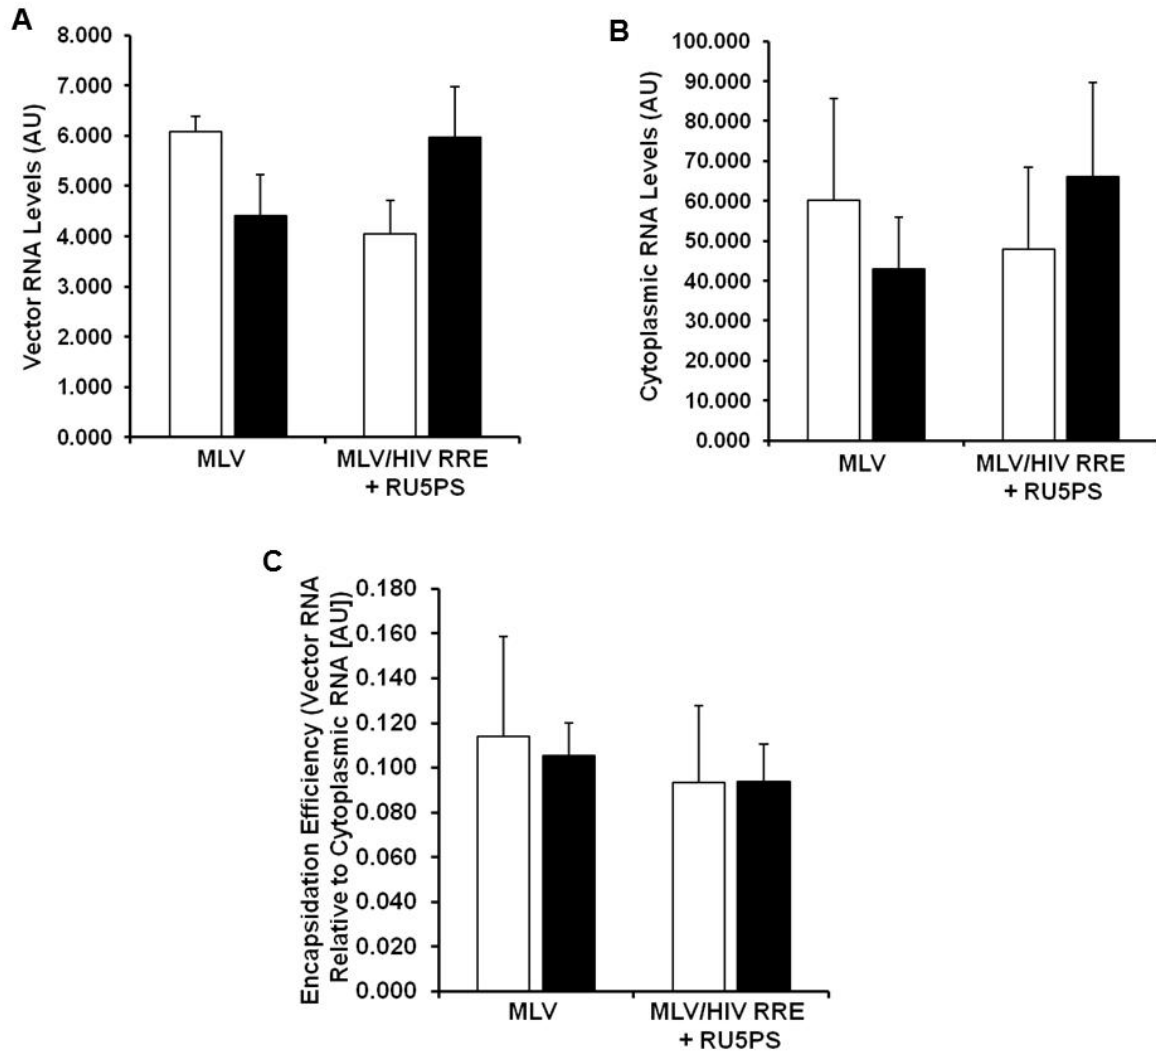 A
Vector RNA Levels (AU)
8.000
7.000
6.000
5.000
4.000
3.000
2.000
1.000
0.000
MLV
MLV/HIV RRE
+ RU5PS
B
Cytoplasmic RNA Levels (AU)
100.000
90.000
80.000
70.000
60.000
50.000
40.000
30.000
20.000
10.000
0.000
MLV
MLV/HIV RRE
+ RU5PS
C
Encapsidation Efficiency (Vector RNA
Relative to Cytoplasmic RNA [AU])
0.180
0.160
0.140
0.120
0.100
0.080
0.060
0.040
0.020
0.000
MLV
MLV/HIV RRE
+ RU5PS